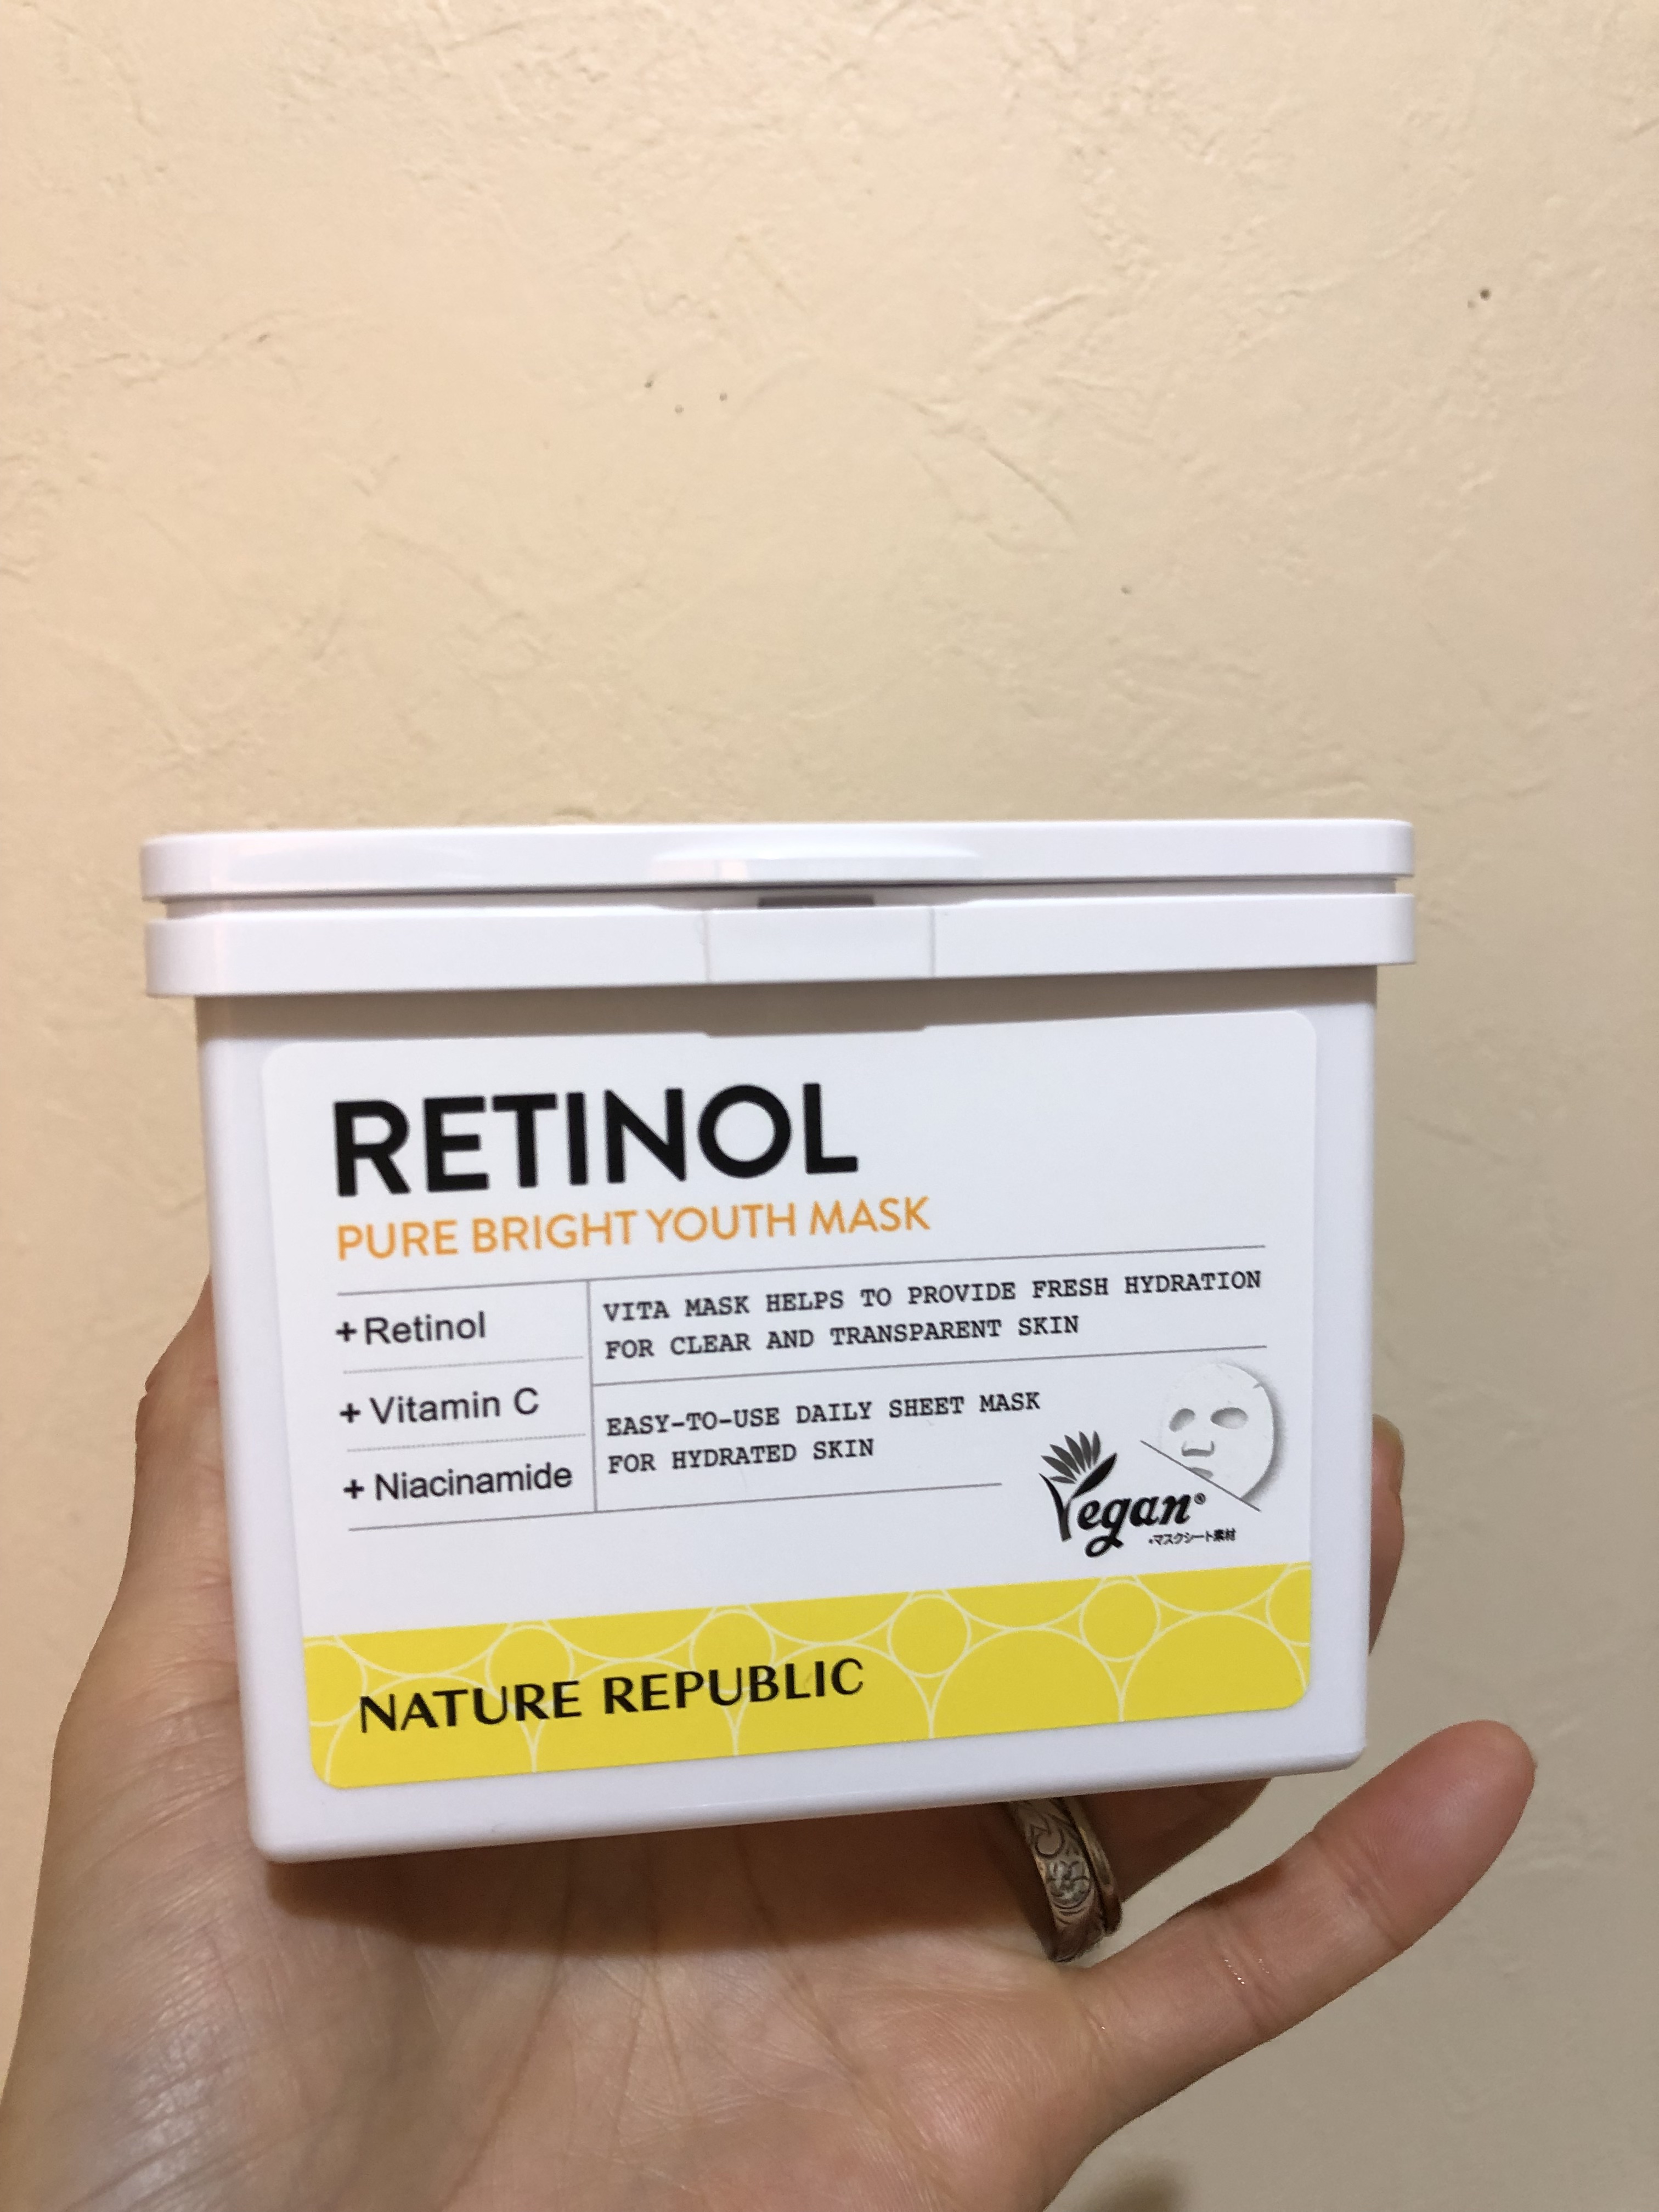 RETINOL
PURE BRIGHT YOUTH MASK
+Retinol
+ Vitamin C
+ Niacinamide
VITA MASK HELPS TO PROVIDE FRESH HYDRATION
FOR CLEAR AND TRANSPARENT SKIN
EASY-TO-USE DAILY SHEET MASK
FOR HYDRATED SKIN
Vegan®
•マスクシート素材
NATURE REPUBLIC